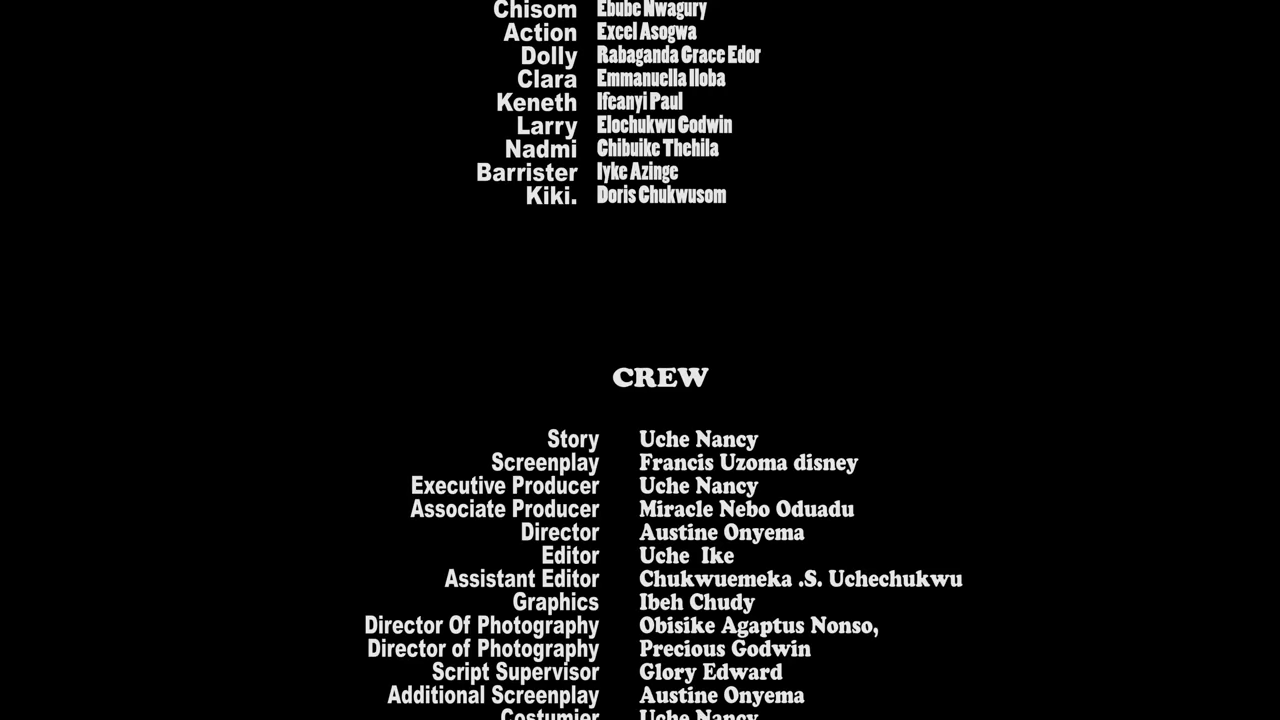 Chisom Ebube Nwagury
Action Excel Asogwa
Dolly Rabaganda Grace Edor
Clara Emmanuella Iloba
Keneth Ifeanyi Paul
Larry Elochukwu Godwin
Nadmi Chibuike Thehila
Barrister Iyke Azinge
Kiki. Doris Chukwusom
CREW
Story Uche Nancy
Screenplay Francis Uzoma disney
Executive Producer Uche Nancy
Associate Producer Miracle Nebo Oduadu
Director Austine Onyema
Editor Uche Ike
Assistant Editor Chukwuemeka .S. Uchechukwu
Graphics Ibeh Chudy
Director Of Photography Obisike Agaptus Nonso,
Director of Photography Precious Godwin
Script Supervisor Glory Edward
Additional Screenplay Austine Onyema
Costumier Uche Nancy